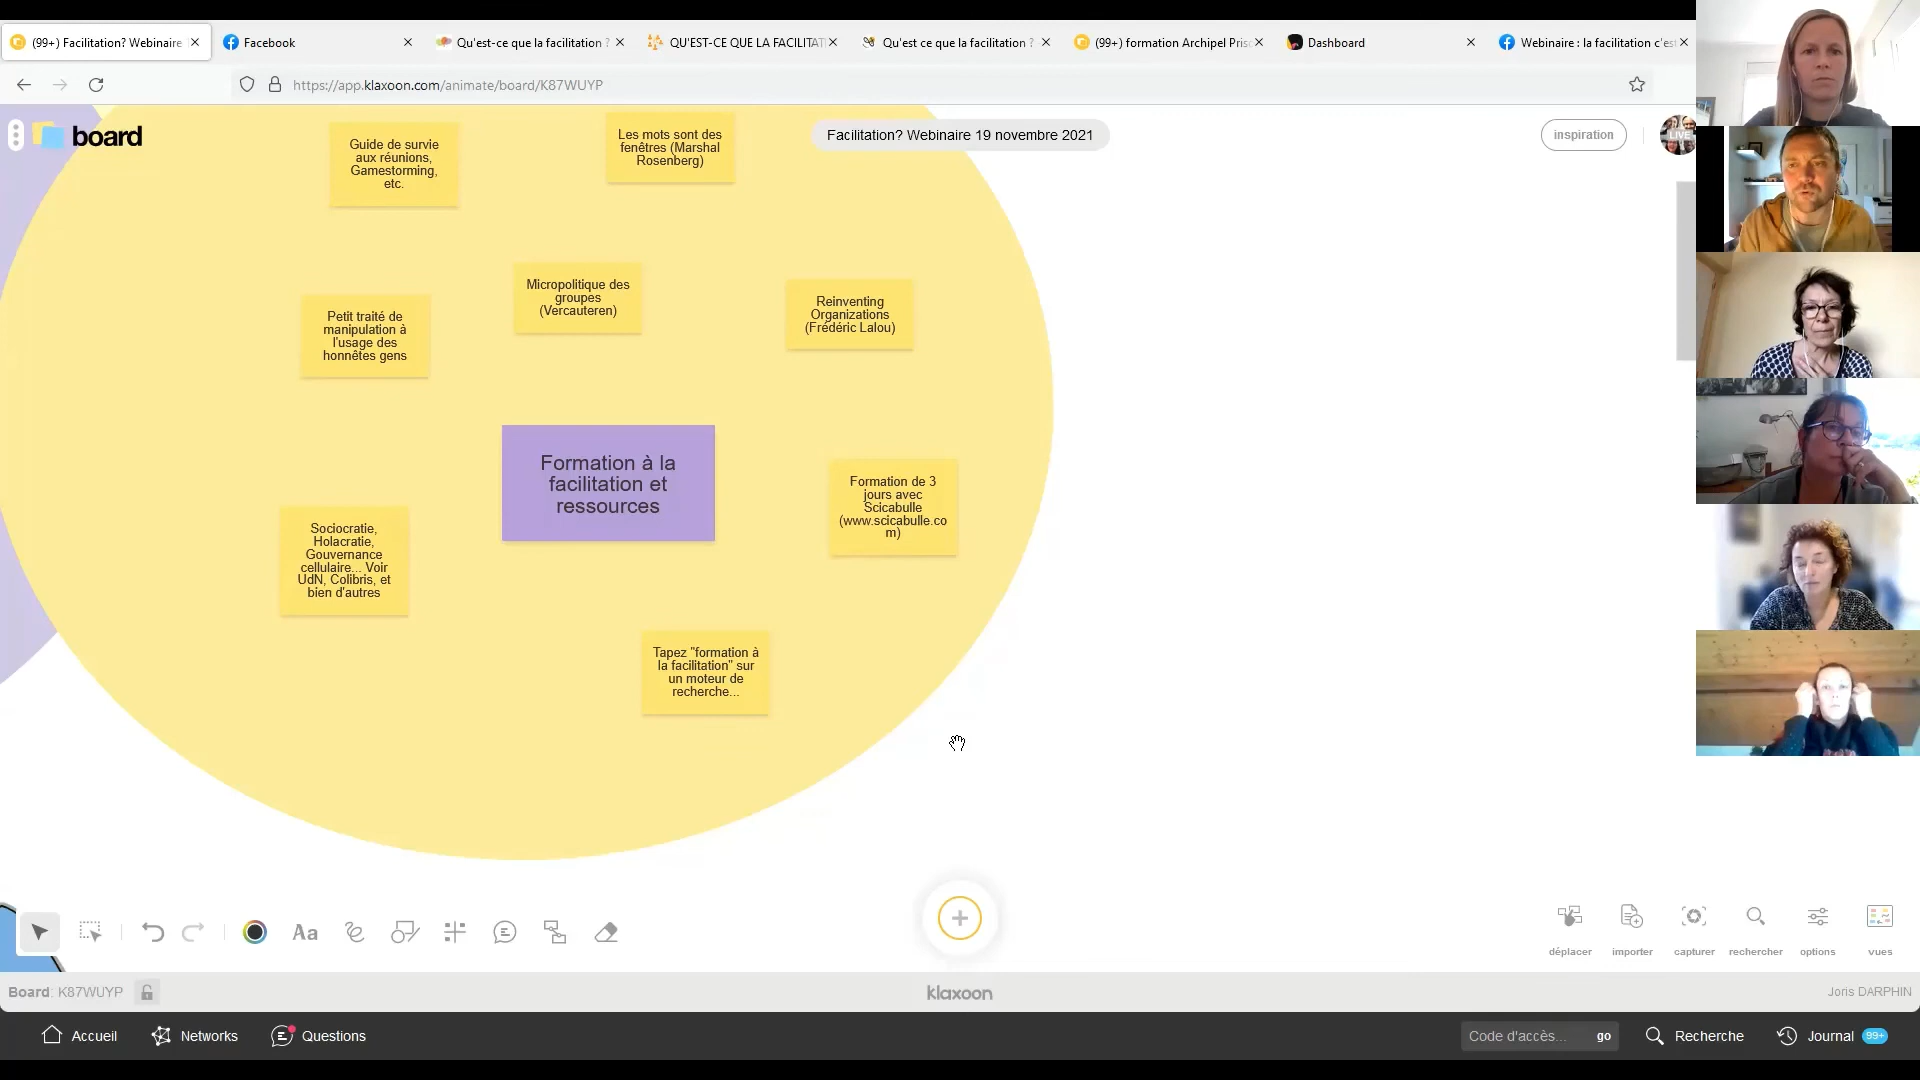 (99+) Facilitation? Webinaire
Facebook
Qu'est-ce que la facilitation ?
QU'EST-CE QUE LA FACILITAT
Qu'est ce que la facilitation ?
(99+) formation Archipel Pris
Dashboard
Webinaire : la facilitation c'es
https://app.klaxoon.com/animate/board/K87WUYP
board
Facilitation? Webinaire 19 novembre 2021
inspiration
LIVE
Guide de survie
aux réunions,
Gamestorming,
etc.
Les mots sont des
fenêtres (Marshal
Rosenberg)
Micropolitique des
groupes
(Vercauteren)
Reinventing
Organizations
(Frédéric Lalou)
Petit traité de
manipulation à
l'usage des
honnêtes gens
Formation à la
facilitation et
ressources
Formation de 3
jours avec
Scicabulle
(www.scicabulle.co
m)
Sociocratie,
Holacratie,
Gouvernance
cellulaire... Voir
UdN, Colibris, et
bien d'autres
Tapez "formation à
la facilitation" sur
un moteur de
recherche...
Aa
déplacer
importer
capturer
rechercher
options
vues
Board: K87WUYP
klaxoon
Joris DARPHIN
Accueil
Networks
Questions
Code d'accès...
go
Recherche
Journal
99+